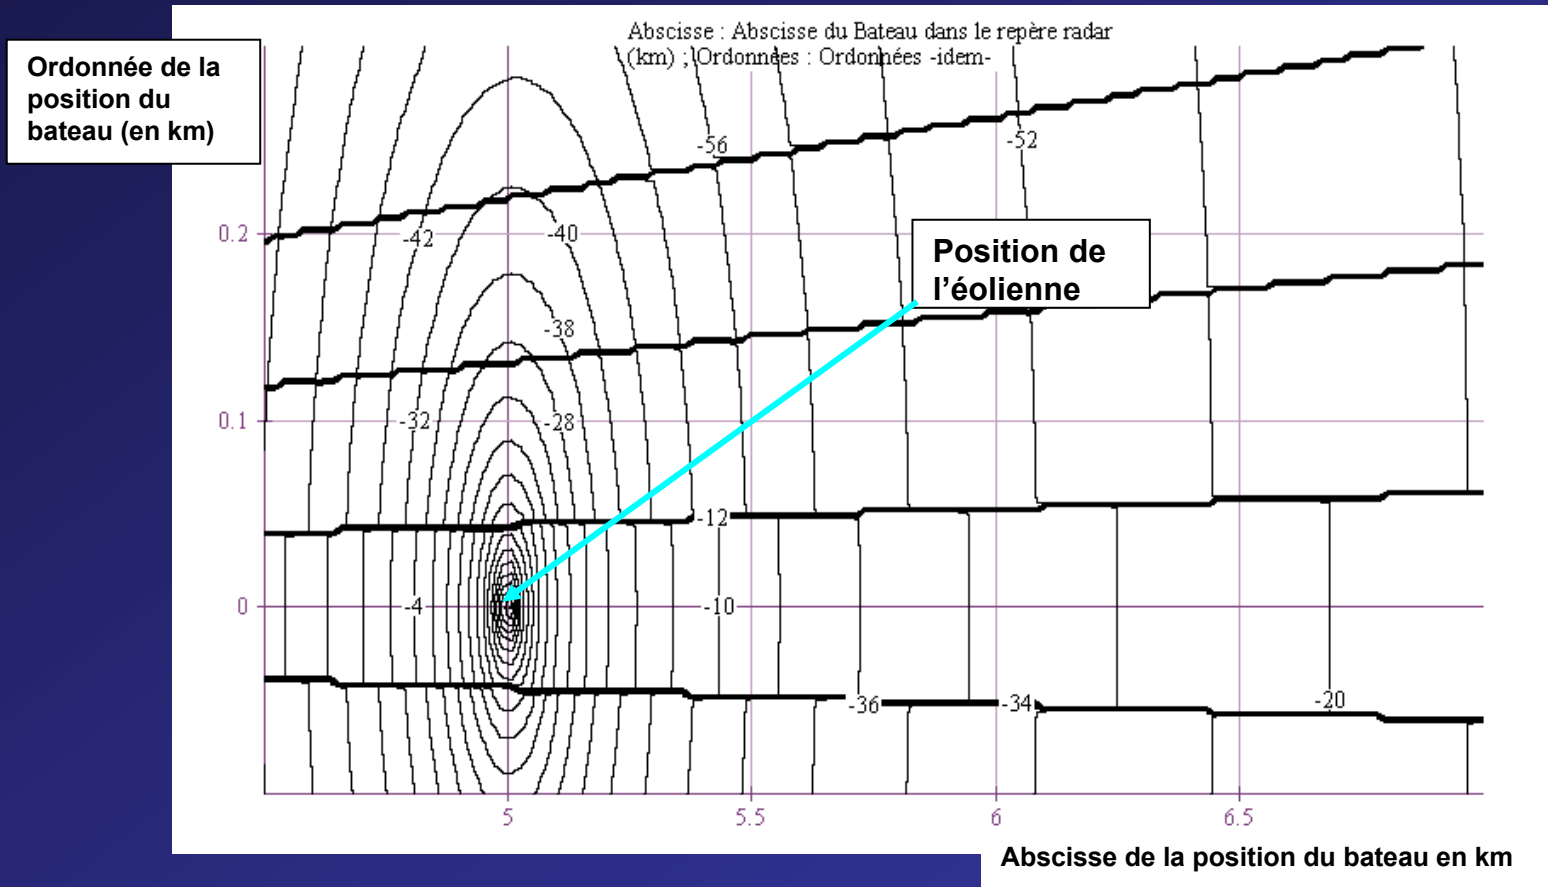 Abscisse : Abscisse du Bateau dans le repère radar
(km) ; Ordonnées : Ordonnées -idem-
Ordonnée de la
position du
bateau (en km)
-56
-52
0.2
-42
-40
Position de
l'éolienne
-38
0.1
-32
-28
-12
0
-4
-10
-36
-34
-20
5
5.5
6
6.5
Abscisse de la position du bateau en km